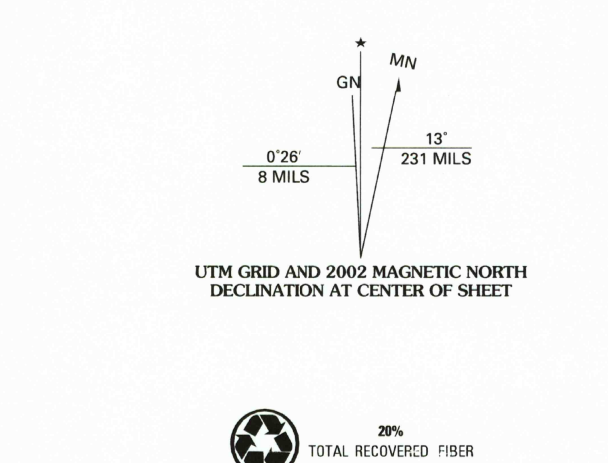 ★
MN
GN
13°
231 MILS
0°26′
8 MILS
UTM GRID AND 2002 MAGNETIC NORTH
DECLINATION AT CENTER OF SHEET
20%
TOTAL RECOVERED FIBER